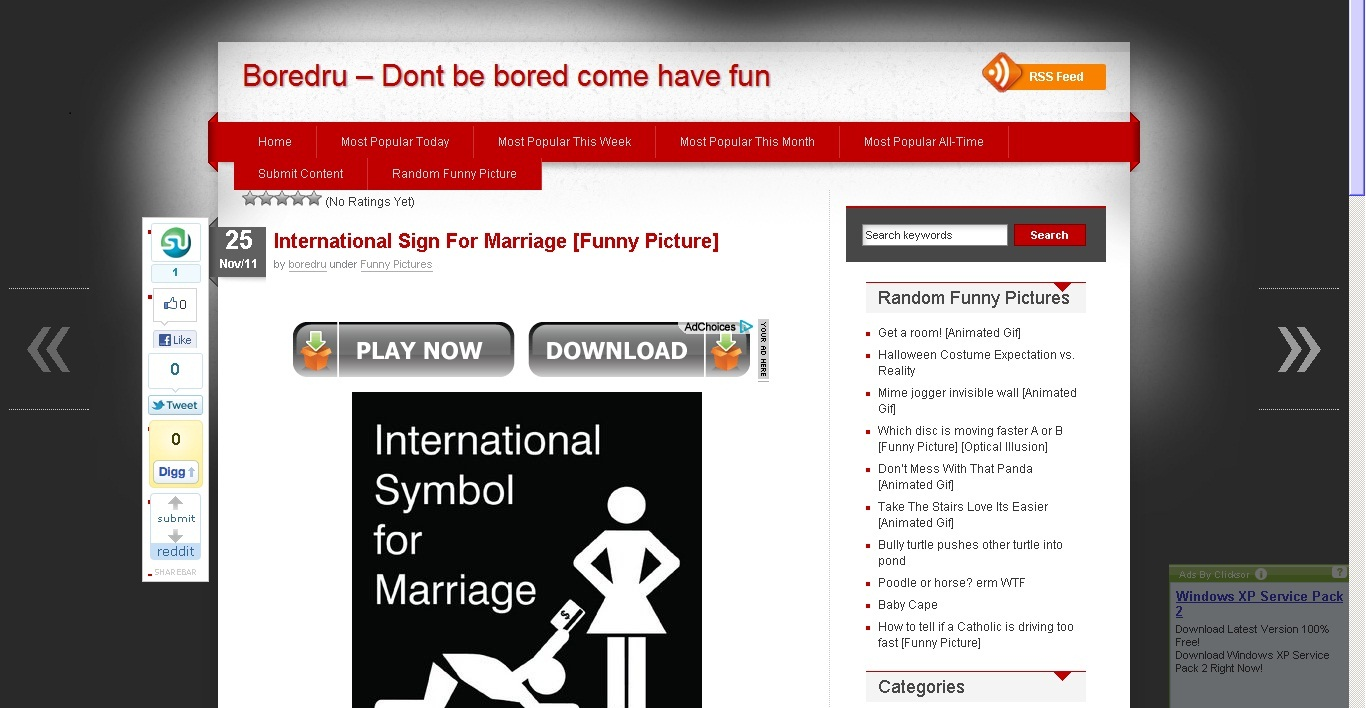 Boredru – Dont be bored come have fun
RSS Feed
Home
Most Popular Today
Most Popular This Week
Most Popular This Month
Most Popular All-Time
Submit Content
Random Funny Picture
(No Ratings Yet)
25
Nov/11
International Sign For Marriage [Funny Picture]
by boredru under Funny Pictures
1
0
Like
0
Tweet
0
Digg
submit
reddit
SHAREBAR
PLAY NOW
DOWNLOAD
AdChoices
YOUR AD HERE
International
Symbol
for
Marriage
$
Search keywords
Search
Random Funny Pictures
Get a room! [Animated Gif]
Halloween Costume Expectation vs.
Reality
Mime jogger invisible wall [Animated
Gif]
Which disc is moving faster A or B
[Funny Picture] [Optical Illusion]
Don't Mess With That Panda
[Animated Gif]
Take The Stairs Love Its Easier
[Animated Gif]
Bully turtle pushes other turtle into
pond
Poodle or horse? erm WTF
Baby Cape
How to tell if a Catholic is driving too
fast [Funny Picture]
Categories
Ads By Clicksor
?
Windows XP Service Pack
2
Download Latest Version 100%
Free!
Download Windows XP Service
Pack 2 Right Now!